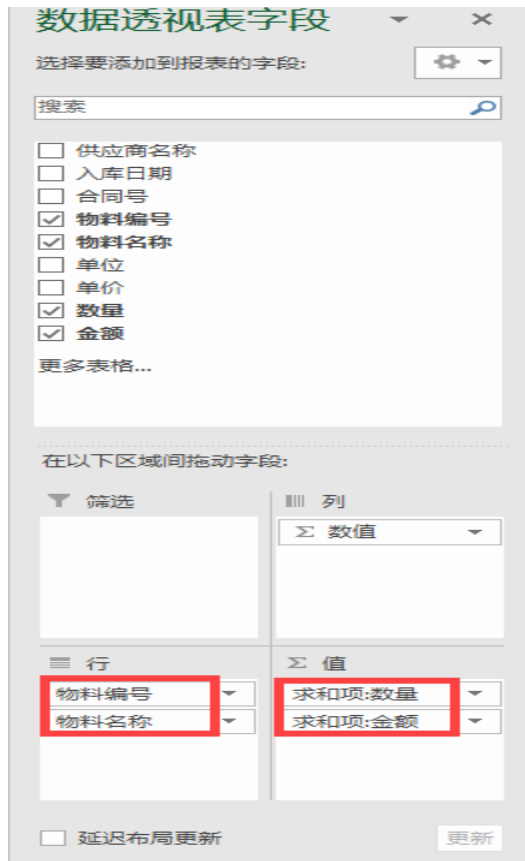 数据透视表字段
选择要添加到报表的字段:
搜索
供应商名称
入库日期
合同号
物料编号
物料名称
单位
单价
数量
金额
更多表格...
在以下区域间拖动字段:
筛选
列
Σ 数值
行
Σ 值
物料编号
物料名称
求和项:数量
求和项:金额
延迟布局更新
更新